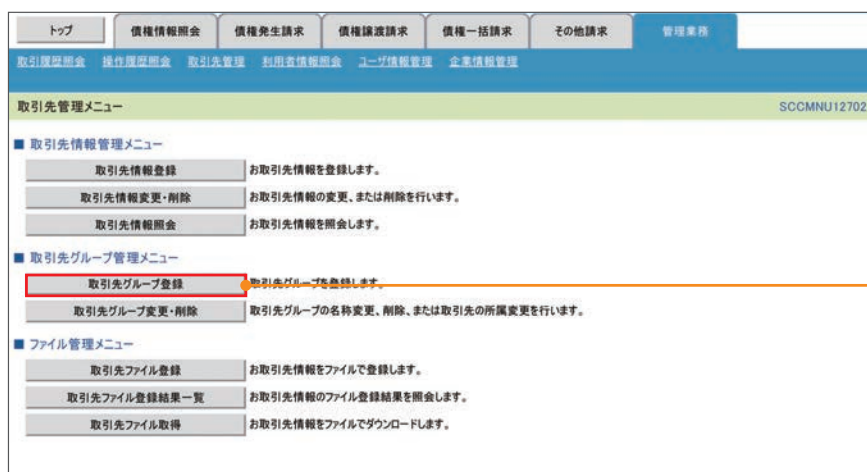 トップ 債権情報照会 債権発生請求 債権譲渡請求 債権一括請求 その他請求 管理業務
取引履歴照会 操作履歴照会 取引先管理 利用者情報照会 ユーザ情報管理 企業情報管理
取引先管理メニュー SCCMNU12702
■ 取引先情報管理メニュー
取引先情報登録 お取引先情報を登録します。
取引先情報変更・削除 お取引先情報の変更、または削除を行います。
取引先情報照会 お取引先情報を照会します。
■ 取引先グループ管理メニュー
取引先グループ登録 取引先グループを登録します。
取引先グループ変更・削除 取引先グループの名称変更、削除、または取引先の所属変更を行います。
■ ファイル管理メニュー
取引先ファイル登録 お取引先情報をファイルで登録します。
取引先ファイル登録結果一覧 お取引先情報のファイル登録結果を照会します。
取引先ファイル取得 お取引先情報をファイルでダウンロードします。